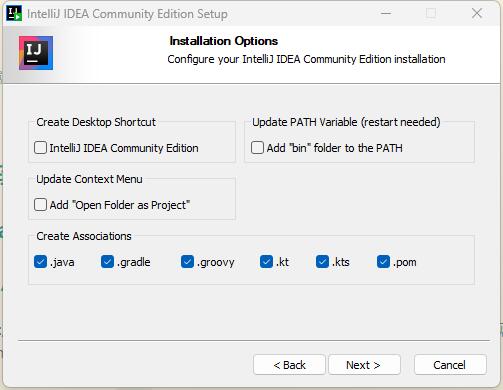 IntelliJ IDEA Community Edition Setup
IJ
Installation Options
Configure your IntelliJ IDEA Community Edition installation
Create Desktop Shortcut
IntelliJ IDEA Community Edition
Update PATH Variable (restart needed)
Add "bin" folder to the PATH
Update Context Menu
Add "Open Folder as Project"
Create Associations
.java .gradle .groovy .kt .kts .pom
< Back Next > Cancel